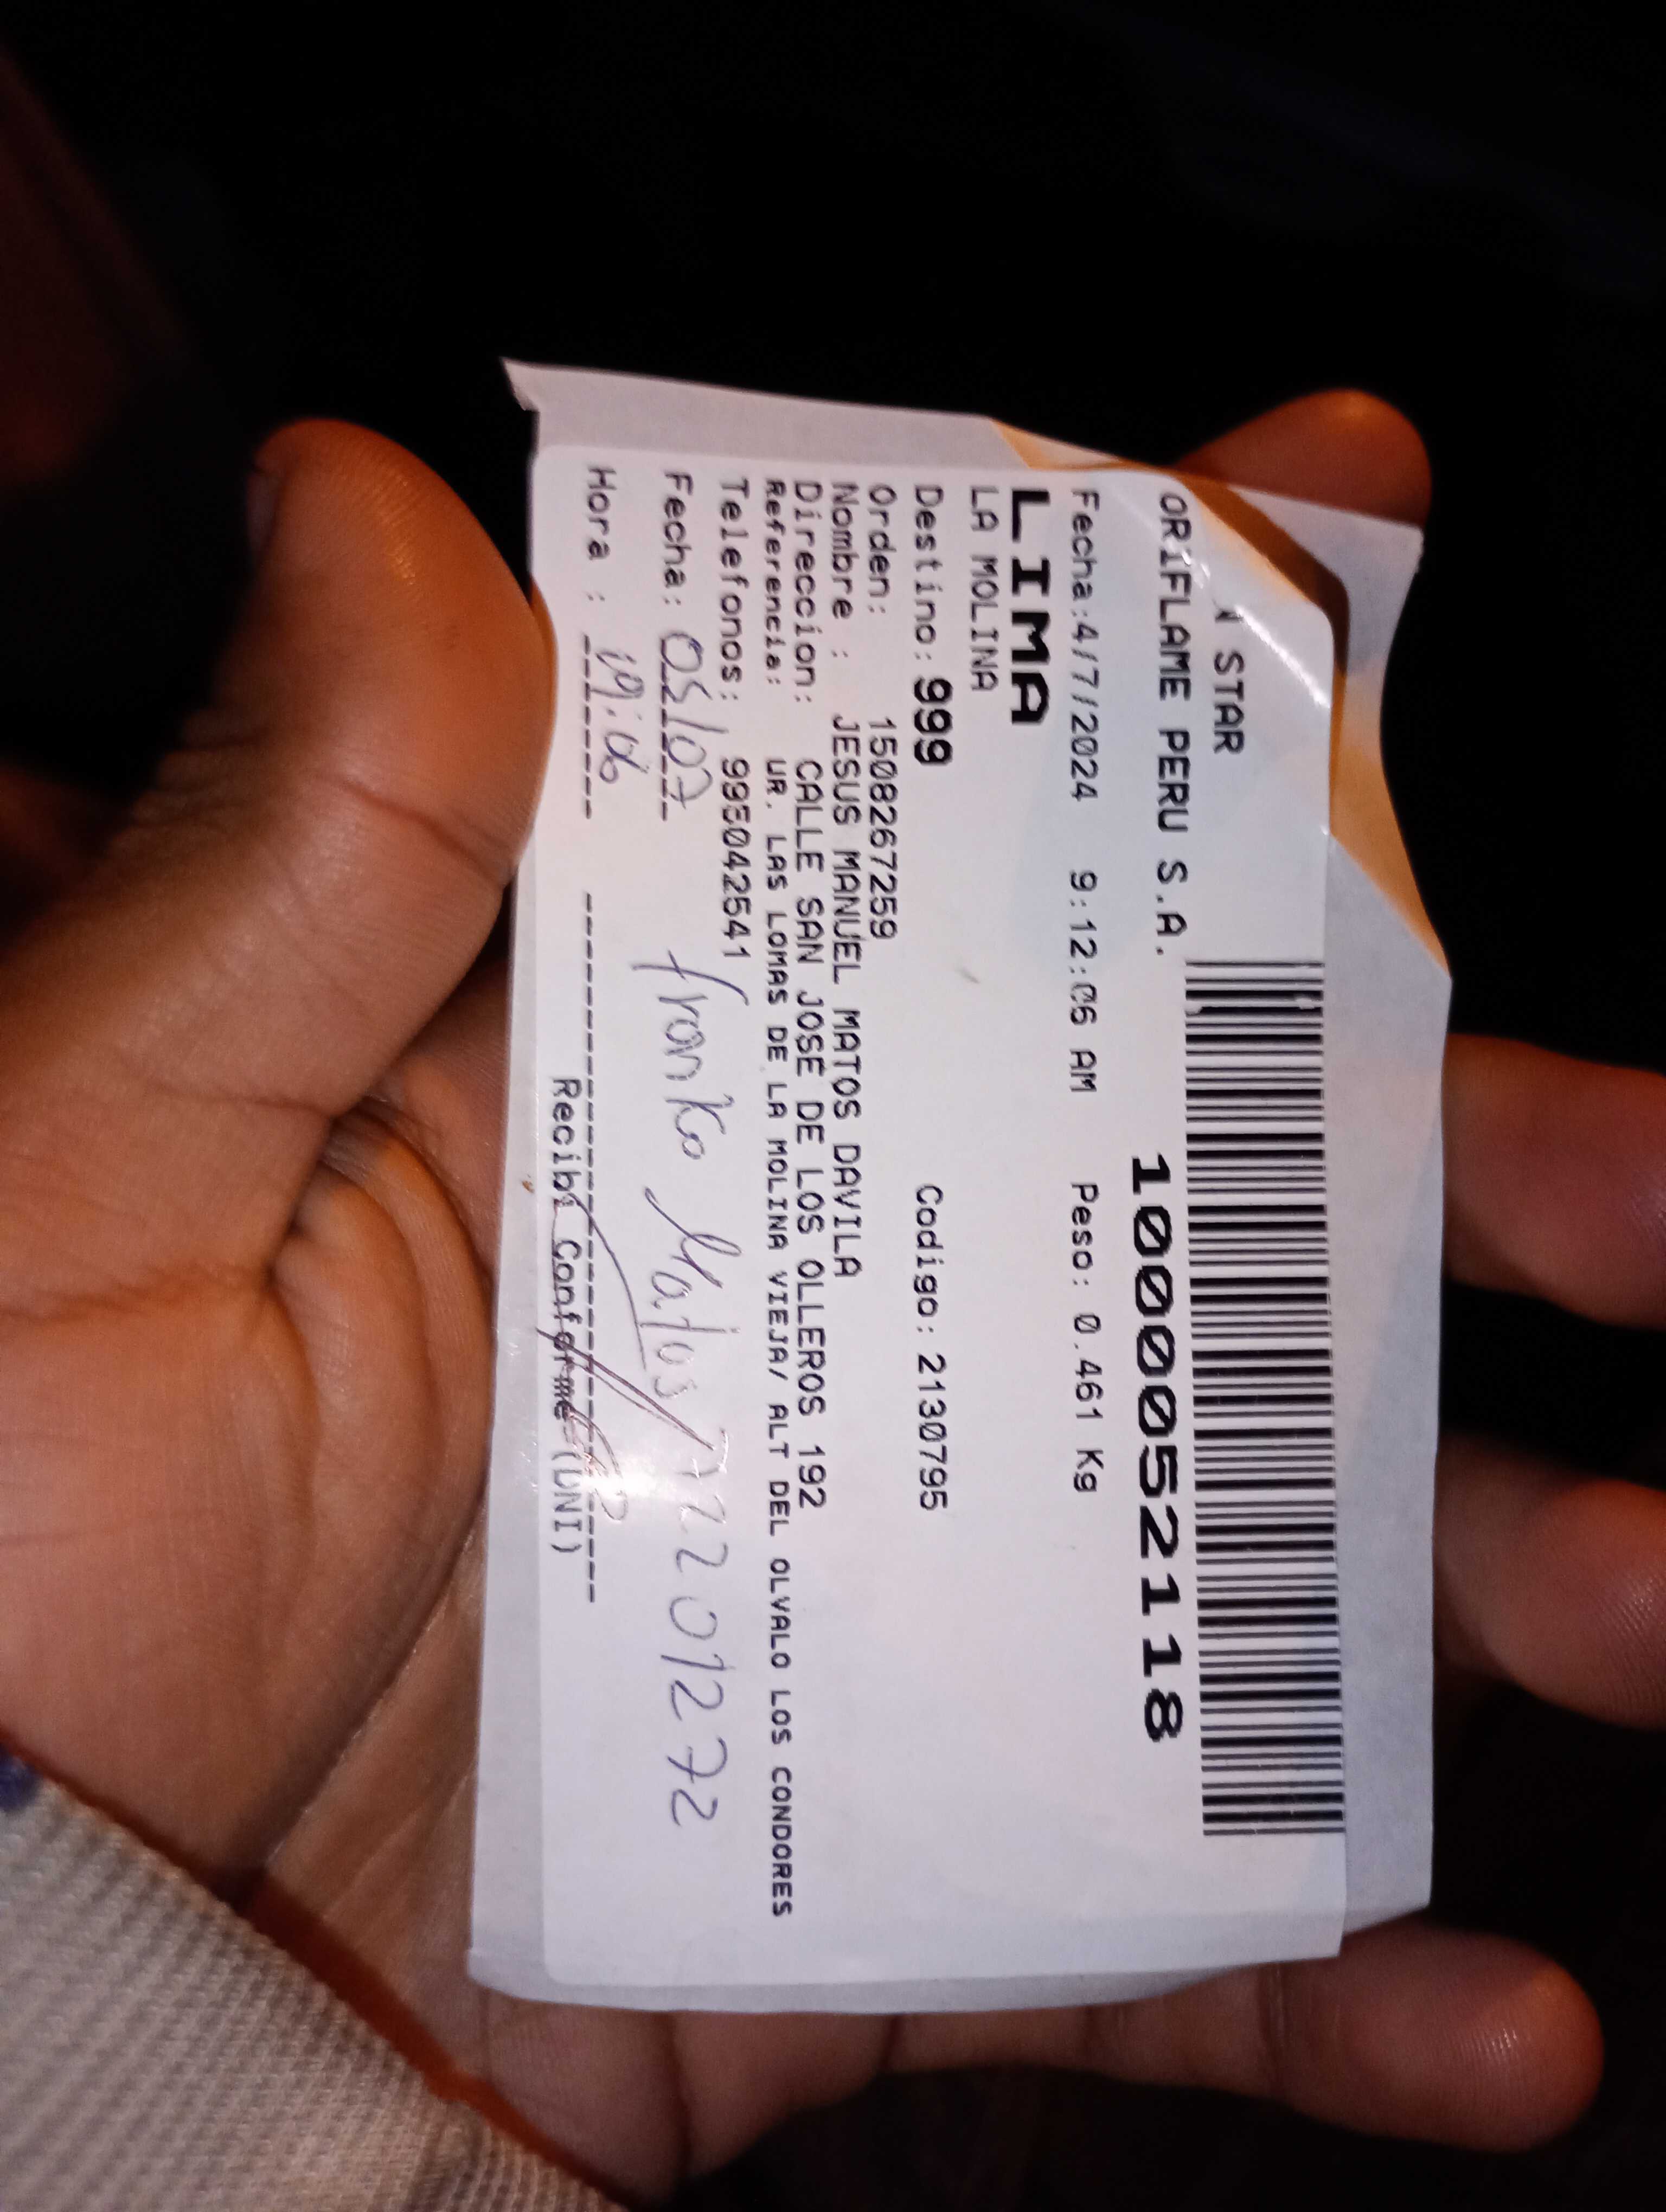 STAR
ORIFLAME PERU S.A.
10000052118
Fecha:4/7/2024 9:12:06 AM Peso: 0.461 Kg
LIMA
LA MOLINA
Destino: 999 Codigo: 2130795
Orden: 1508267259
Nombre : JESUS MANUEL MATOS DAVILA
Direccion: CALLE SAN JOSE DE LOS OLLEROS 192
Referencia: UR. LAS LOMAS DE LA MOLINA VIEJA/ ALT DEL OLVALO LOS CONDORES
Telefonos: 995042541
Fecha: 05/07 franko Matos
Hora : 19:06
Recibi Conforme (DNI)